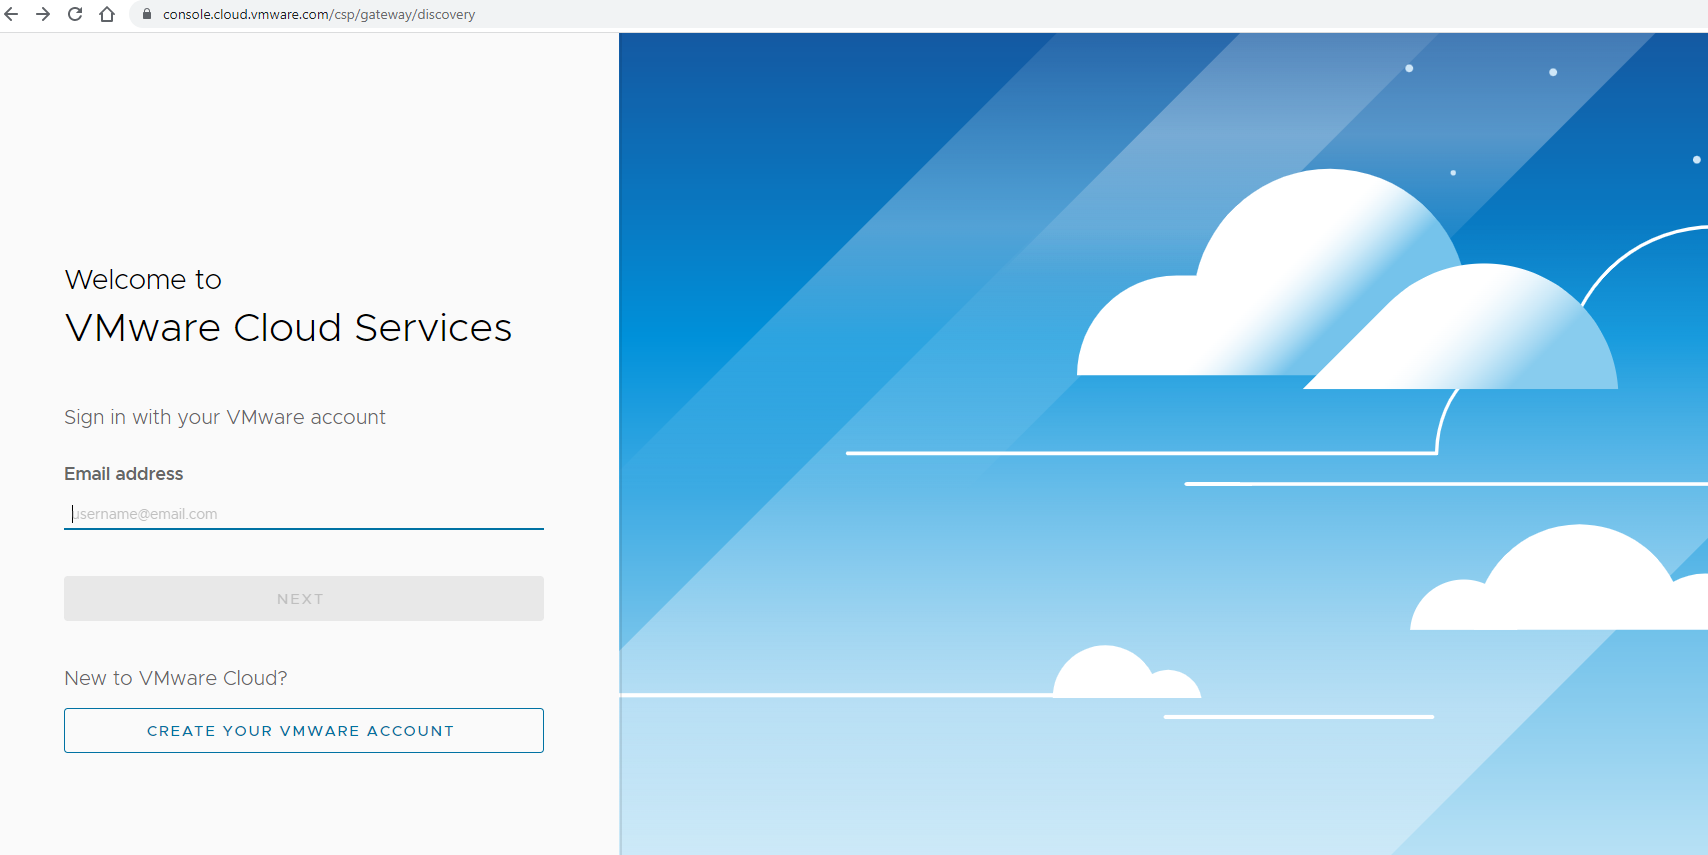 console.cloud.vmware.com/csp/gateway/discovery
Welcome to
VMware Cloud Services
Sign in with your VMware account
Email address
username@email.com
NEXT
New to VMware Cloud?
CREATE YOUR VMWARE ACCOUNT